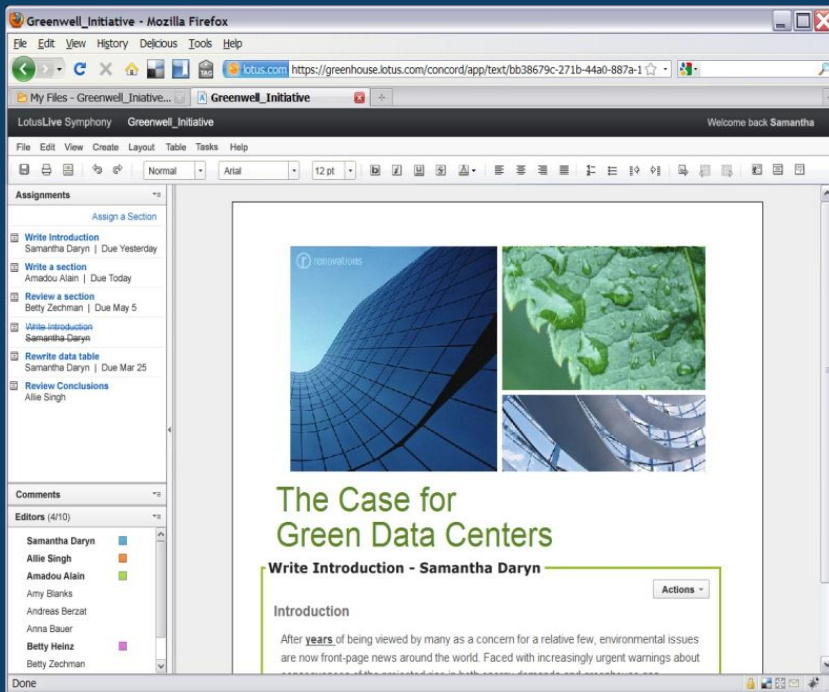 Greenwell_Initiative - Mozilla Firefox
File Edit View History Delicious Tools Help
TAG lotus.com https://greenhouse.lotus.com/concord/app/text/bb38679c-271b-44a0-887a-1
My Files - Greenwell_Iniative... Greenwell_Initiative
LotusLive Symphony Greenwell_Initiative Welcome back Samantha
File Edit View Create Layout Table Tasks Help
Normal Arial 12 pt
Assignments
Assign a Section
Write Introduction
Samantha Daryn | Due Yesterday
Write a section
Amadou Alain | Due Today
Review a section
Betty Zechman | Due May 5
Write Introduction
Samantha Daryn
Rewrite data table
Samantha Daryn | Due Mar 25
Review Conclusions
Allie Singh
Comments
Editors (4/10)
Samantha Daryn
Allie Singh
Amadou Alain
Amy Blanks
Andreas Berzat
Anna Bauer
Betty Heinz
Betty Zechman
renovations
The Case for
Green Data Centers
Write Introduction - Samantha Daryn
Actions
Introduction
After years of being viewed by many as a concern for a relative few, environmental issues
are now front-page news around the world. Faced with increasingly urgent warnings about
Done